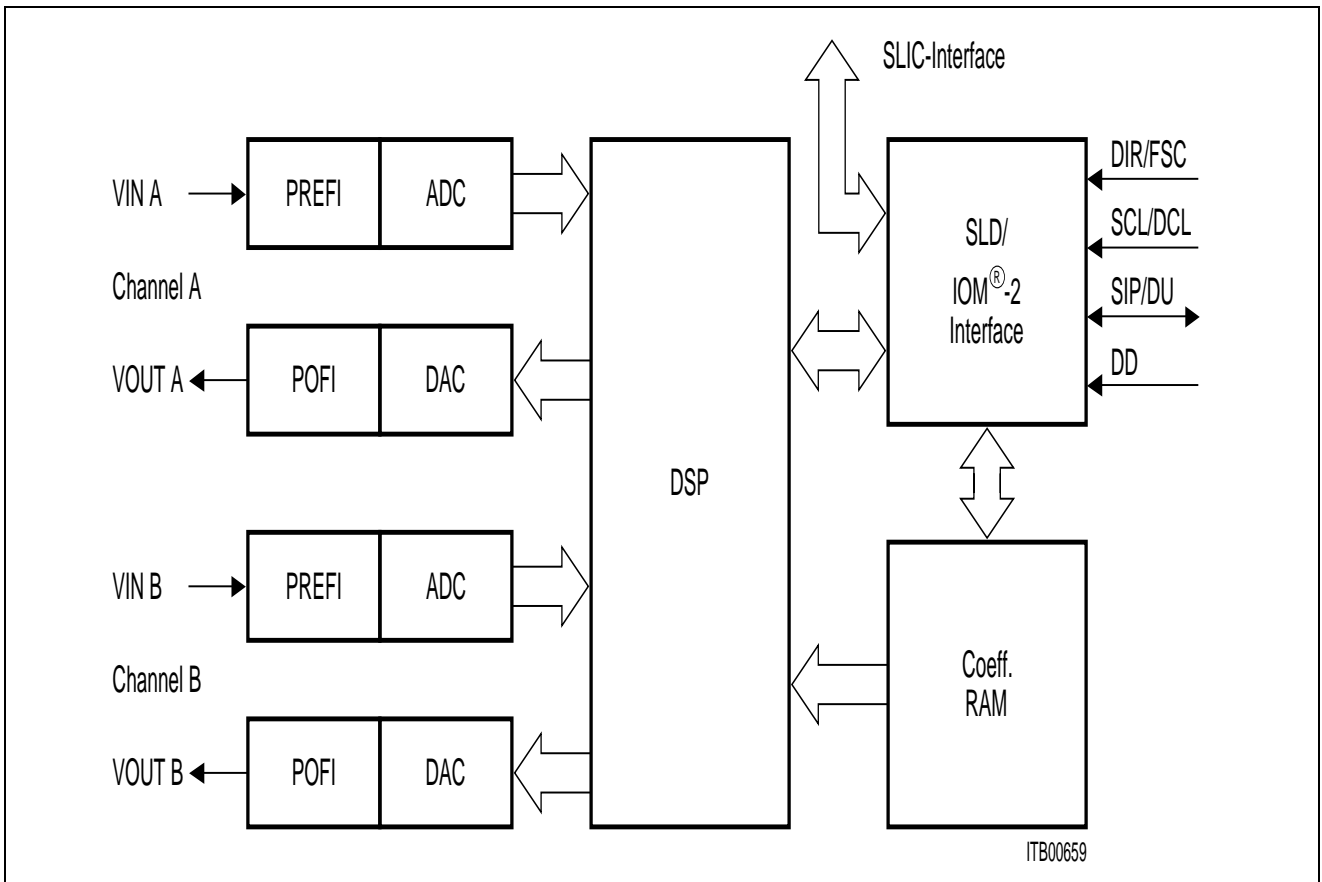 SLIC-Interface
DIR/FSC
VIN A
PREFI
ADC
SCL/DCL
SLD/
IOM®-2
Interface
Channel A
SIP/DU
VOUT A
POFI
DAC
DD
DSP
VIN B
PREFI
ADC
Channel B
Coeff.
RAM
VOUT B
POFI
DAC
ITB00659